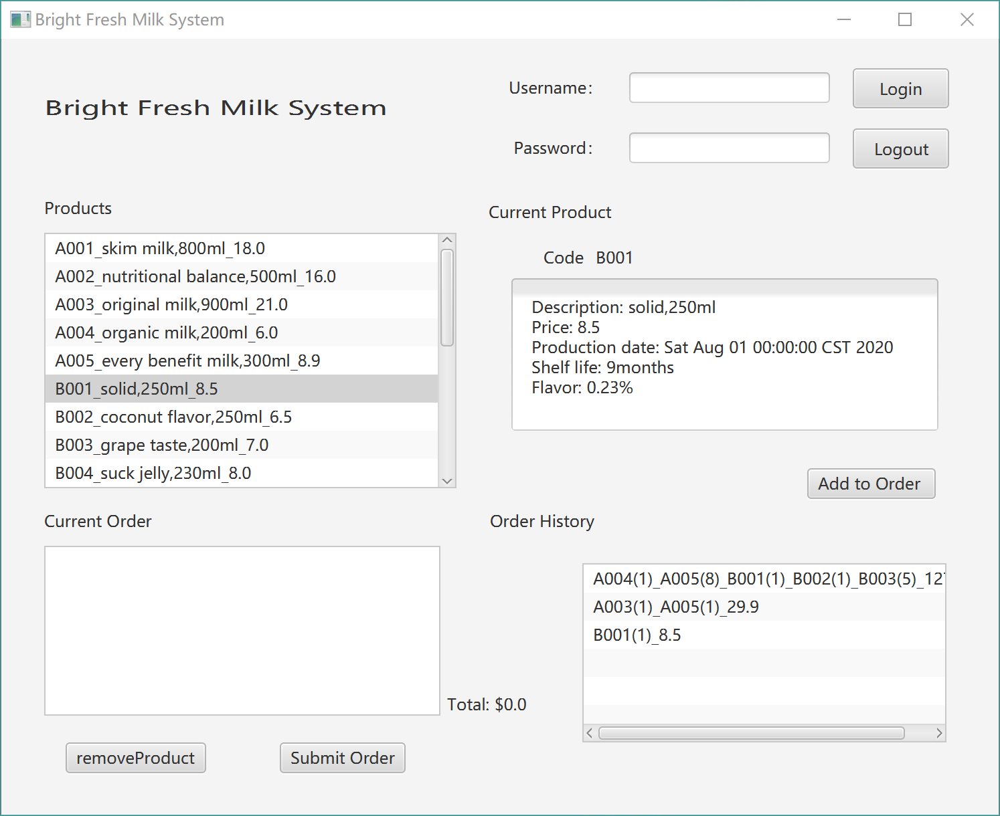 Bright Fresh Milk System
Username:
Login
Bright Fresh Milk System
Password:
Logout
Products
Current Product
A001_skim milk,800ml_18.0
A002_nutritional balance,500ml_16.0
A003_original milk,900ml_21.0
A004_organic milk,200ml_6.0
A005_every benefit milk,300ml_8.9
B001_solid,250ml_8.5
B002_coconut flavor,250ml_6.5
B003_grape taste,200ml_7.0
B004_suck jelly,230ml_8.0
Code B001
Description: solid,250ml
Price: 8.5
Production date: Sat Aug 01 00:00:00 CST 2020
Shelf life: 9months
Flavor: 0.23%
Add to Order
Current Order
Order History
A004(1)_A005(8)_B001(1)_B002(1)_B003(5)_127
A003(1)_A005(1)_29.9
B001(1)_8.5
Total: $0.0
removeProduct
Submit Order